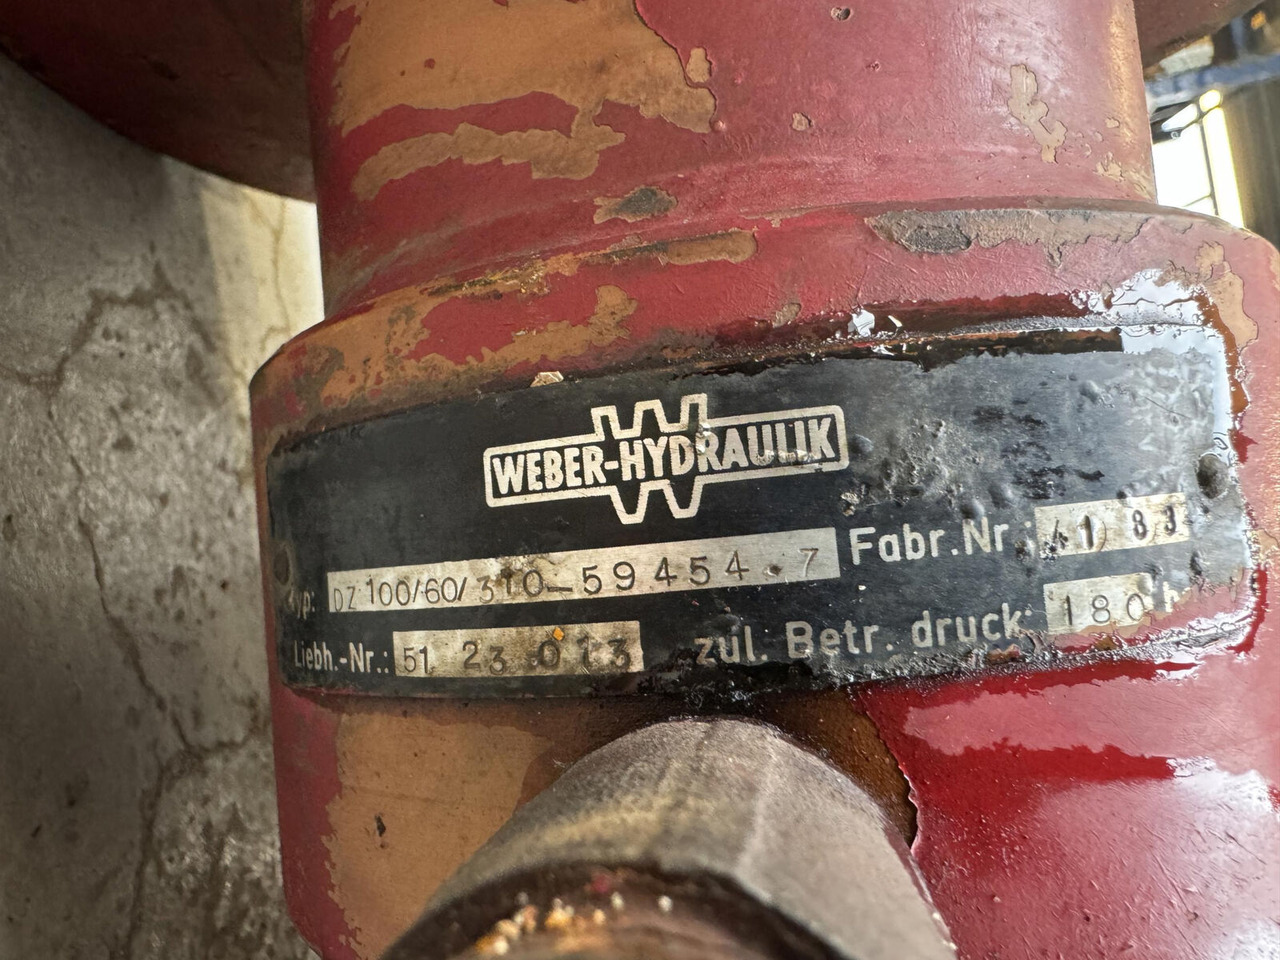 WEBER-HYDRAULIK
Typ: DZ 100/60/310-59454.7 Fabr.Nr.: 41/83
Liebh.-Nr.: 51 23 013 zul. Betr. druck: 180